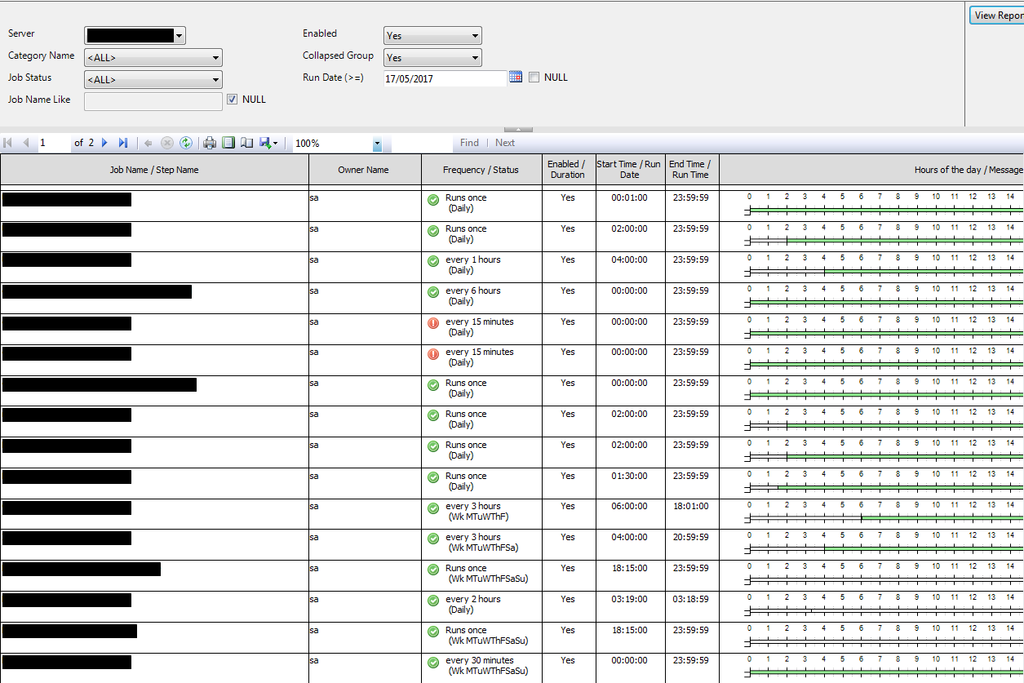 View Repor
Server
Enabled Yes
Category Name <ALL> Collapsed Group Yes
Job Status <ALL> Run Date (>=) 17/05/2017 NULL
Job Name Like NULL
1 of 2 100% Find | Next
Job Name / Step Name Owner Name Frequency / Status Enabled / Duration Start Time / Run Date End Time / Run Time Hours of the day / Message
sa Runs once (Daily) Yes 00:01:00 23:59:59 0 1 2 3 4 5 6 7 8 9 10 11 12 13 14
sa Runs once (Daily) Yes 02:00:00 23:59:59 0 1 2 3 4 5 6 7 8 9 10 11 12 13 14
sa every 1 hours (Daily) Yes 04:00:00 23:59:59 0 1 2 3 4 5 6 7 8 9 10 11 12 13 14
sa every 6 hours (Daily) Yes 00:00:00 23:59:59 0 1 2 3 4 5 6 7 8 9 10 11 12 13 14
sa every 15 minutes (Daily) Yes 00:00:00 23:59:59 0 1 2 3 4 5 6 7 8 9 10 11 12 13 14
sa every 15 minutes (Daily) Yes 00:00:00 23:59:59 0 1 2 3 4 5 6 7 8 9 10 11 12 13 14
sa Runs once (Daily) Yes 00:00:00 23:59:59 0 1 2 3 4 5 6 7 8 9 10 11 12 13 14
sa Runs once (Daily) Yes 02:00:00 23:59:59 0 1 2 3 4 5 6 7 8 9 10 11 12 13 14
sa Runs once (Daily) Yes 02:00:00 23:59:59 0 1 2 3 4 5 6 7 8 9 10 11 12 13 14
sa Runs once (Daily) Yes 01:30:00 23:59:59 0 1 2 3 4 5 6 7 8 9 10 11 12 13 14
sa every 3 hours (Wk MTuWThF) Yes 06:00:00 18:01:00 0 1 2 3 4 5 6 7 8 9 10 11 12 13 14
sa every 3 hours (Wk MTuWThFSa) Yes 04:00:00 20:59:59 0 1 2 3 4 5 6 7 8 9 10 11 12 13 14
sa Runs once (Wk MTuWThFSaSu) Yes 18:15:00 23:59:59 0 1 2 3 4 5 6 7 8 9 10 11 12 13 14
sa every 2 hours (Daily) Yes 03:19:00 03:18:59 0 1 2 3 4 5 6 7 8 9 10 11 12 13 14
sa Runs once (Wk MTuWThFSaSu) Yes 18:15:00 23:59:59 0 1 2 3 4 5 6 7 8 9 10 11 12 13 14
sa every 30 minutes (Wk MTuWThFSaSu) Yes 00:00:00 23:59:59 0 1 2 3 4 5 6 7 8 9 10 11 12 13 14